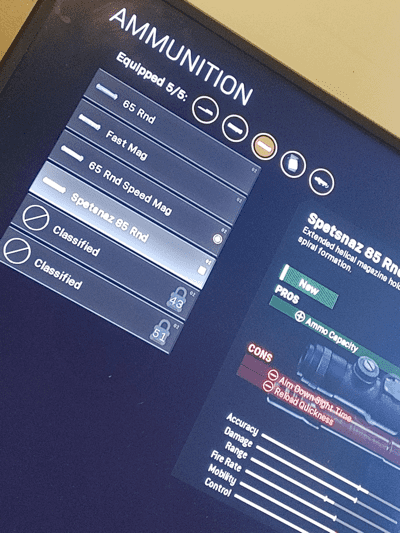 AMMUNITION
Equipped 5/5:
65 Rnd
Fast Mag
65 Rnd Speed Mag
Spetsnaz 85 Rnd
Classified
43
Classified
51
Spetsnaz 85 Rnd
Extended helical magazine
spiral formation.
New
PROS
Ammo Capacity
CONS
Aim Down Sight Time
Reload Quickness
Accuracy
Damage
Range
Fire Rate
Mobility
Control